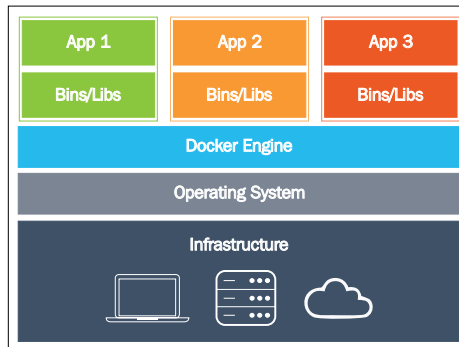 App 1
App 2
App 3
Bins/Libs
Bins/Libs
Bins/Libs
Docker Engine
Operating System
Infrastructure